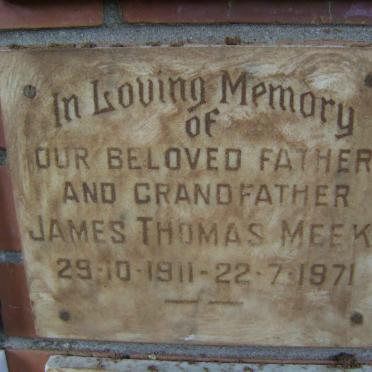 In Loving Memory
of
OUR BELOVED FATHER
AND GRANDFATHER
JAMES THOMAS MEEK
29·10·1911-22·7·1971